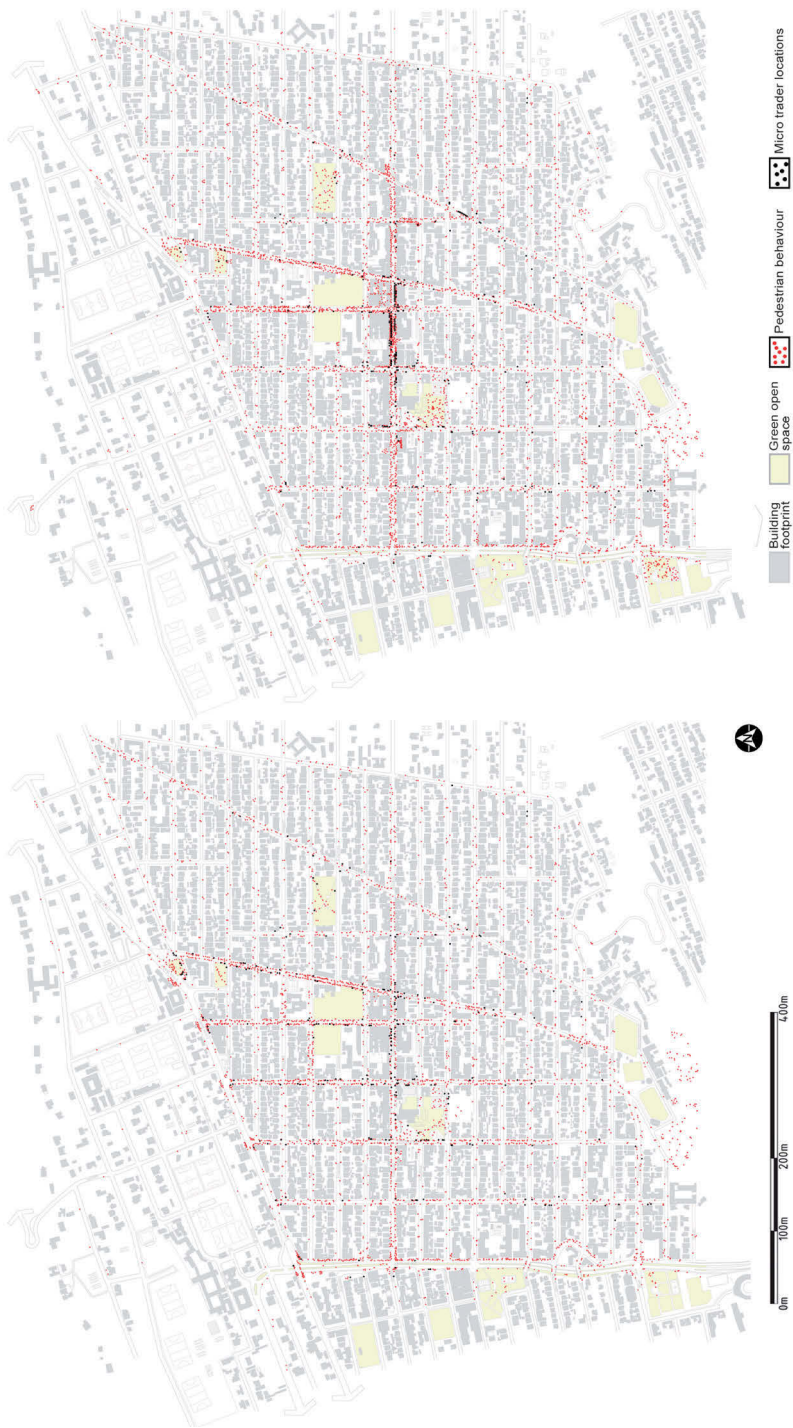 Building
footprint
Green open
space
Pedestrian behaviour
Micro trader locations
N
0m
100m
200m
400m